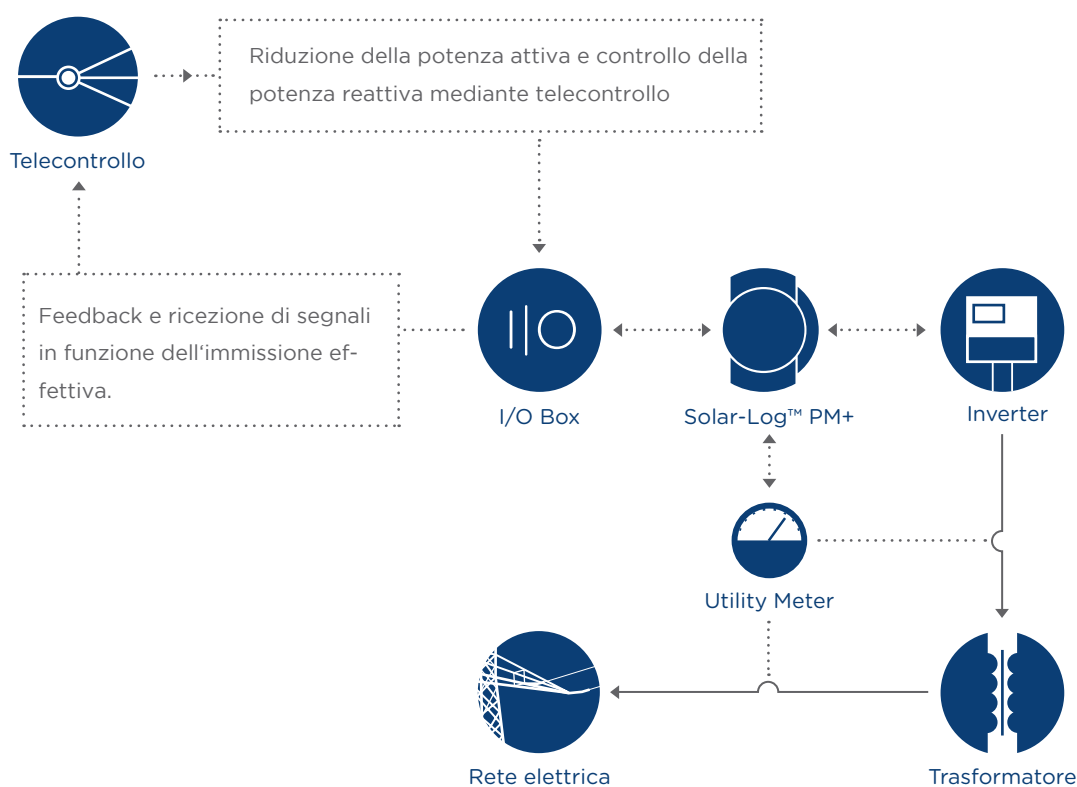 Riduzione della potenza attiva e controllo della
potenza reattiva mediante telecontrollo
Telecontrollo
Feedback e ricezione di segnali
in funzione dell‘immissione ef-
fettiva.
I/O Box
Solar-Log™ PM+
Inverter
Utility Meter
Rete elettrica
Trasformatore